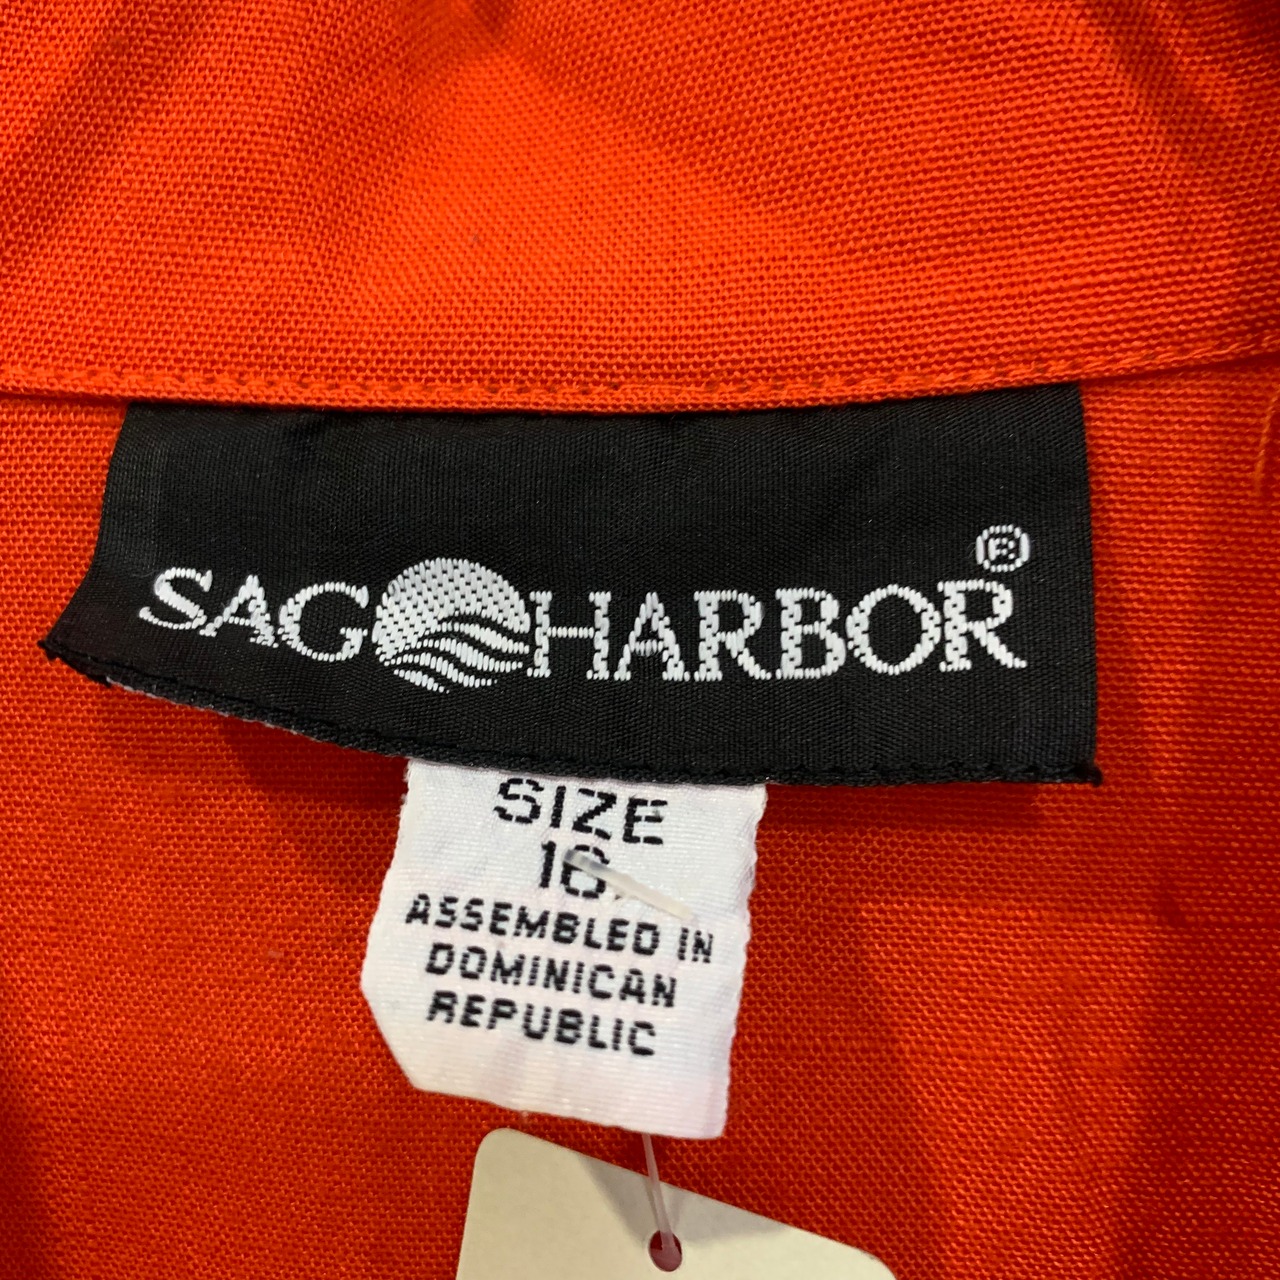 SAG HARBOR®
SIZE
16
ASSEMBLED IN
DOMINICAN
REPUBLIC